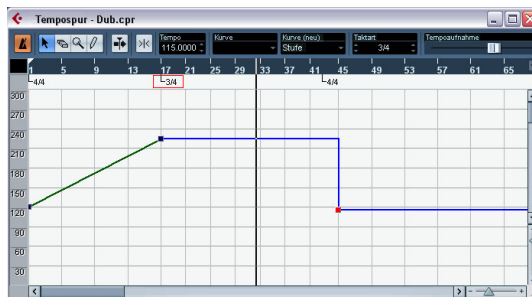 Tempospur - Dub.cpr
Tempo
115.0000
Kurve
Kurve (neu)
Stufe
Taktart
3/4
Tempoaufnahme
1 5 9 13 17 21 25 29 33 37 41 45 49 53 57 61 65
4/4 3/4 4/4
300
270
240
210
180
150
120
90
60
30